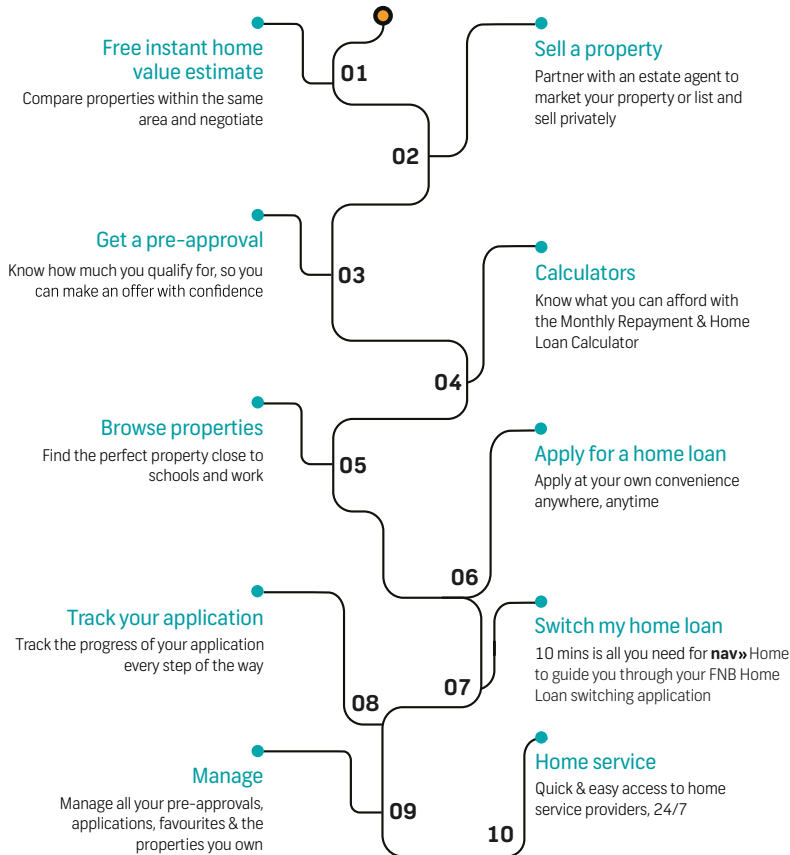 Free instant home
value estimate
Compare properties within the same
area and negotiate
01
Sell a property
Partner with an estate agent to
market your property or list and
sell privately
02
Get a pre-approval
Know how much you qualify for, so you
can make an offer with confidence
03
Calculators
Know what you can afford with
the Monthly Repayment & Home
Loan Calculator
04
Browse properties
Find the perfect property close to
schools and work
05
Apply for a home loan
Apply at your own convenience
anywhere, anytime
06
Switch my home loan
10 mins is all you need for nav» Home
to guide you through your FNB Home
Loan switching application
07
Track your application
Track the progress of your application
every step of the way
08
Manage
Manage all your pre-approvals,
applications, favourites & the
properties you own
09
Home service
Quick & easy access to home
service providers, 24/7
10